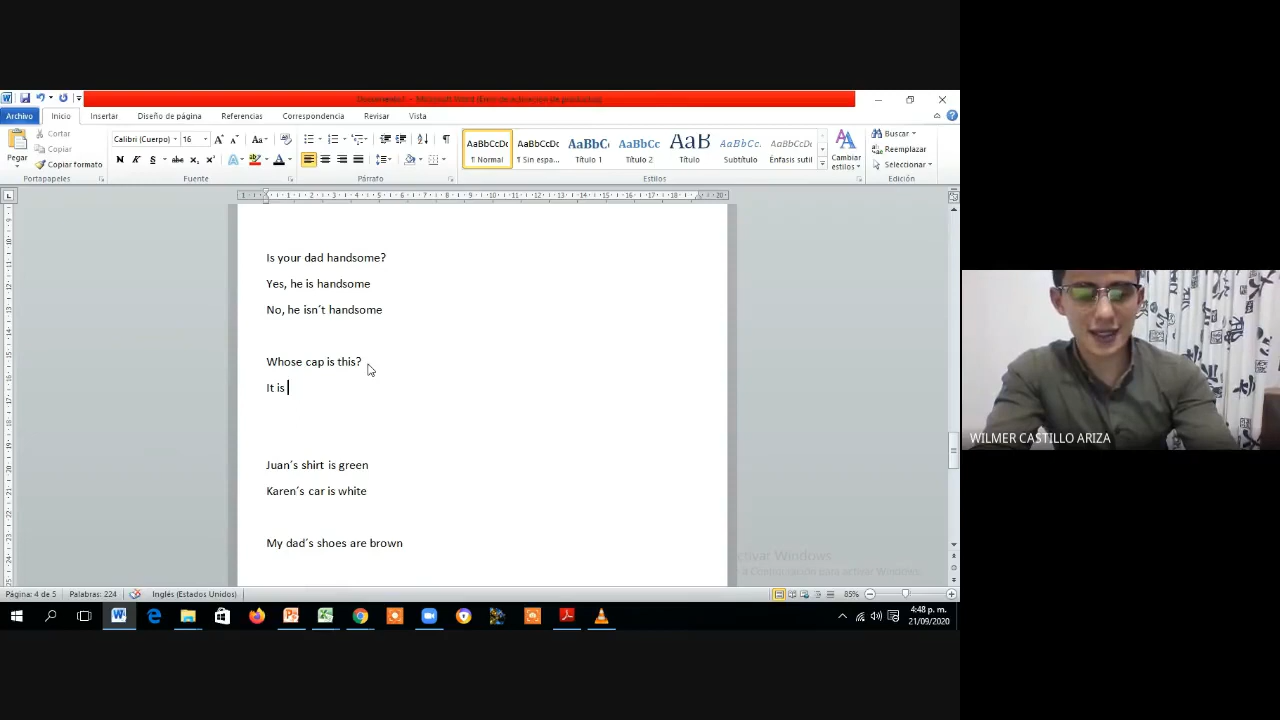 Archivo Inicio Insertar Diseño de página Referencias Correspondencia Revisar Vista
Pegar
Cortar
Copiar
Copiar formato
Portapapeles
Calibri (Cuerpo) 16
Fuente
Párrafo
AaBbCcDc AaBbCcDc AaBbC AaBbCc AaB AaBbCc. AaBbCcDc
¶ Normal ¶ Sin espa... Título 1 Título 2 Título Subtítulo Énfasis sutil
Estilos
Cambiar estilos
Buscar
Reemplazar
Seleccionar
Edición
Is your dad handsome?
Yes, he is handsome
No, he isn´t handsome
Whose cap is this?
It is
Juan´s shirt is green
Karen´s car is white
My dad´s shoes are brown
WILMER CASTILLO ARIZA
Página: 4 de 5 Palabras: 224 Inglés (Estados Unidos) 85%
4:48 p. m.
21/09/2020